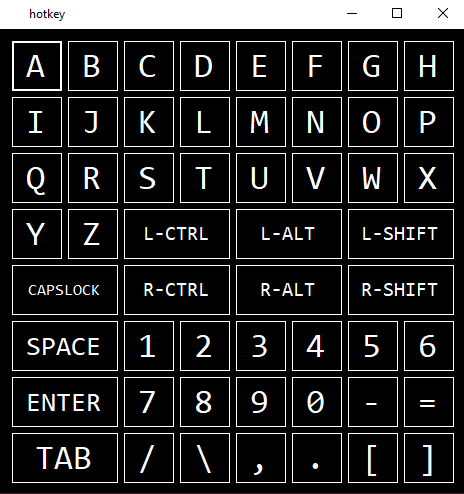 hotkey
A B C D E F G H
I J K L M N O P
Q R S T U V W X
Y Z L-CTRL L-ALT L-SHIFT
CAPSLOCK R-CTRL R-ALT R-SHIFT
SPACE 1 2 3 4 5 6
ENTER 7 8 9 0 - =
TAB / \ , . [ ]